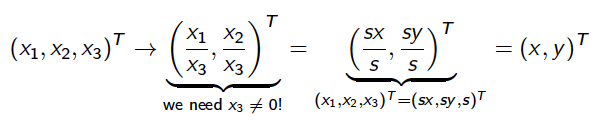 (x₁, x₂, x₃)ᵀ → (x₁/x₃, x₂/x₃)ᵀ = (sx/s, sy/s)ᵀ = (x, y)ᵀ
we need x₃ ≠ 0! (x₁,x₂,x₃)ᵀ=(sx,sy,s)ᵀ